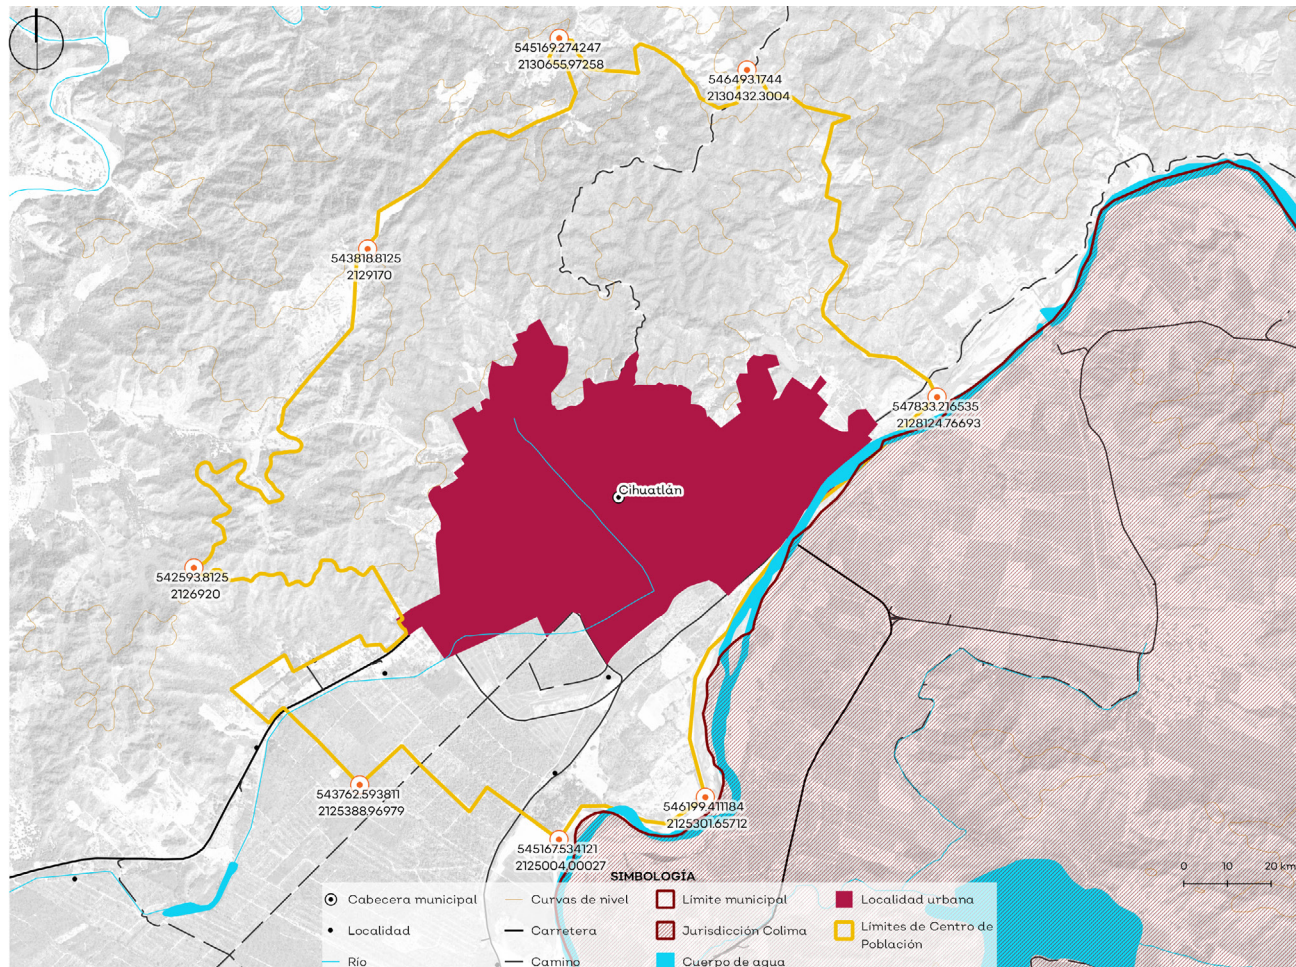 545169.274247
2130655.97258
546493.1744
2130432.3004
543818.8125
2129170
547833.216535
2128124.76693
Cihuatlán
542593.8125
2126920
543762.593811
2125388.96979
546199.411184
2125301.65712
545167.534121
2125004.00027
0 10 20 km
SIMBOLOGÍA
Cabecera municipal
Localidad
Río
Curvas de nivel
Carretera
Camino
Límite municipal
Jurisdicción Colima
Cuerpo de agua
Localidad urbana
Límites de Centro de
Población